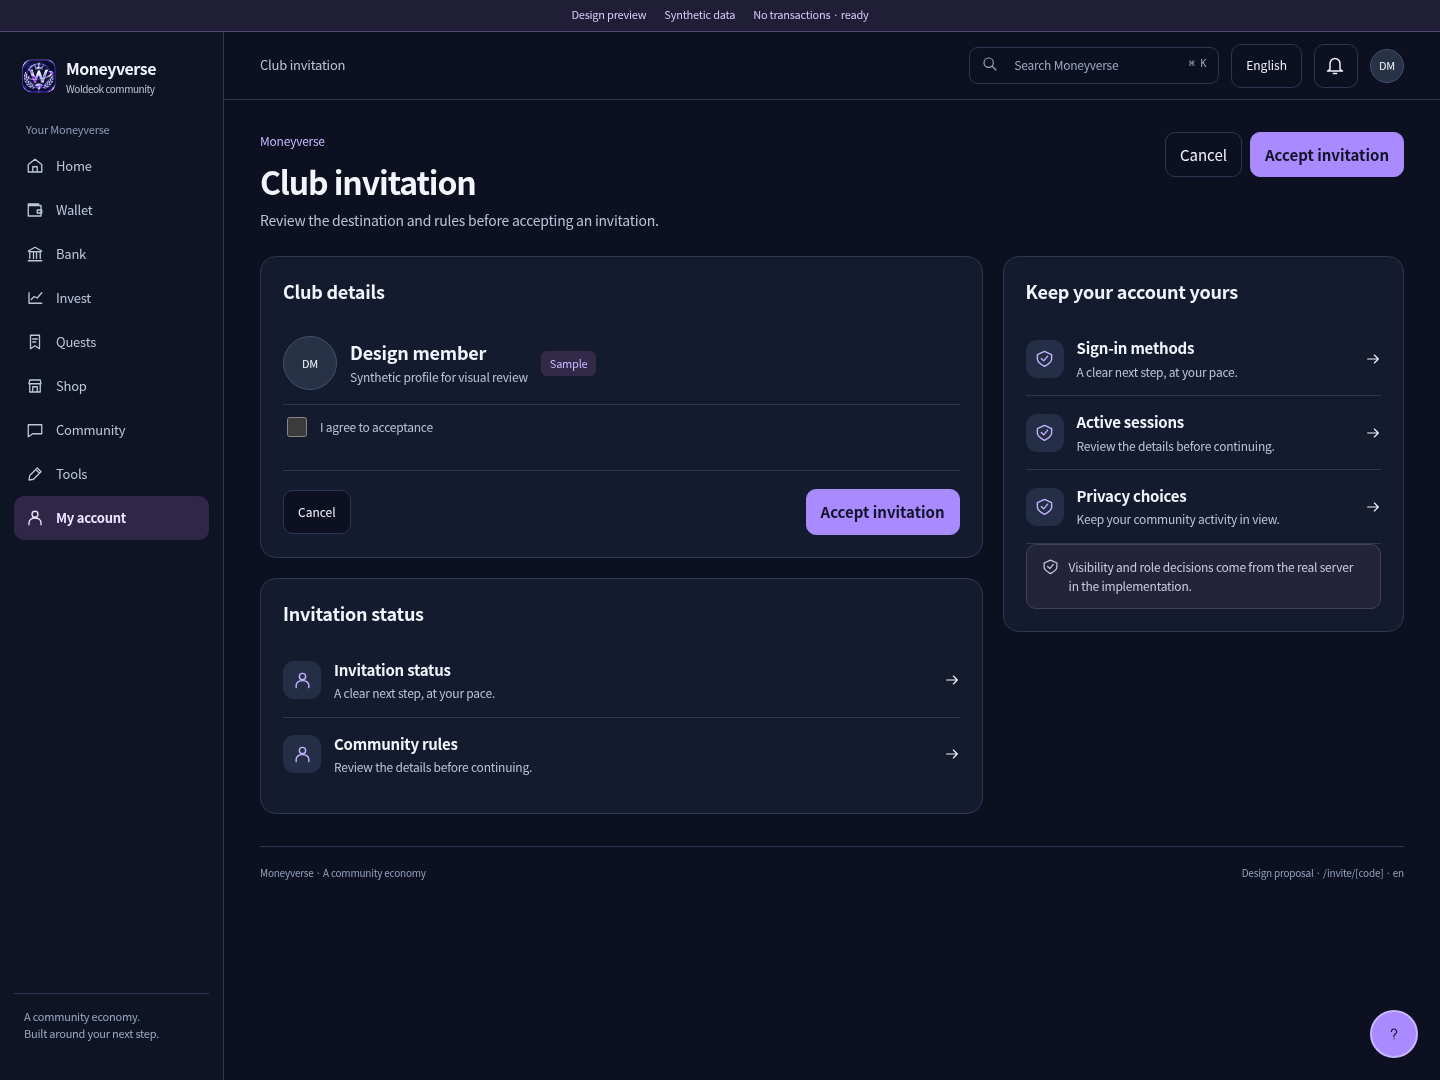 Design preview Synthetic data No transactions · ready
Moneyverse
Woldeok community
Your Moneyverse
Home
Wallet
Bank
Invest
Quests
Shop
Community
Tools
My account
A community economy.
Built around your next step.
Club invitation
Search Moneyverse ⌘ K
English
DM
Moneyverse
Club invitation
Review the destination and rules before accepting an invitation.
Cancel
Accept invitation
Club details
DM
Design member
Synthetic profile for visual review
Sample
I agree to acceptance
Cancel
Accept invitation
Invitation status
Invitation status
A clear next step, at your pace.
Community rules
Review the details before continuing.
Keep your account yours
Sign-in methods
A clear next step, at your pace.
Active sessions
Review the details before continuing.
Privacy choices
Keep your community activity in view.
Visibility and role decisions come from the real server
in the implementation.
Moneyverse · A community economy
Design proposal · /invite/[code] · en
?